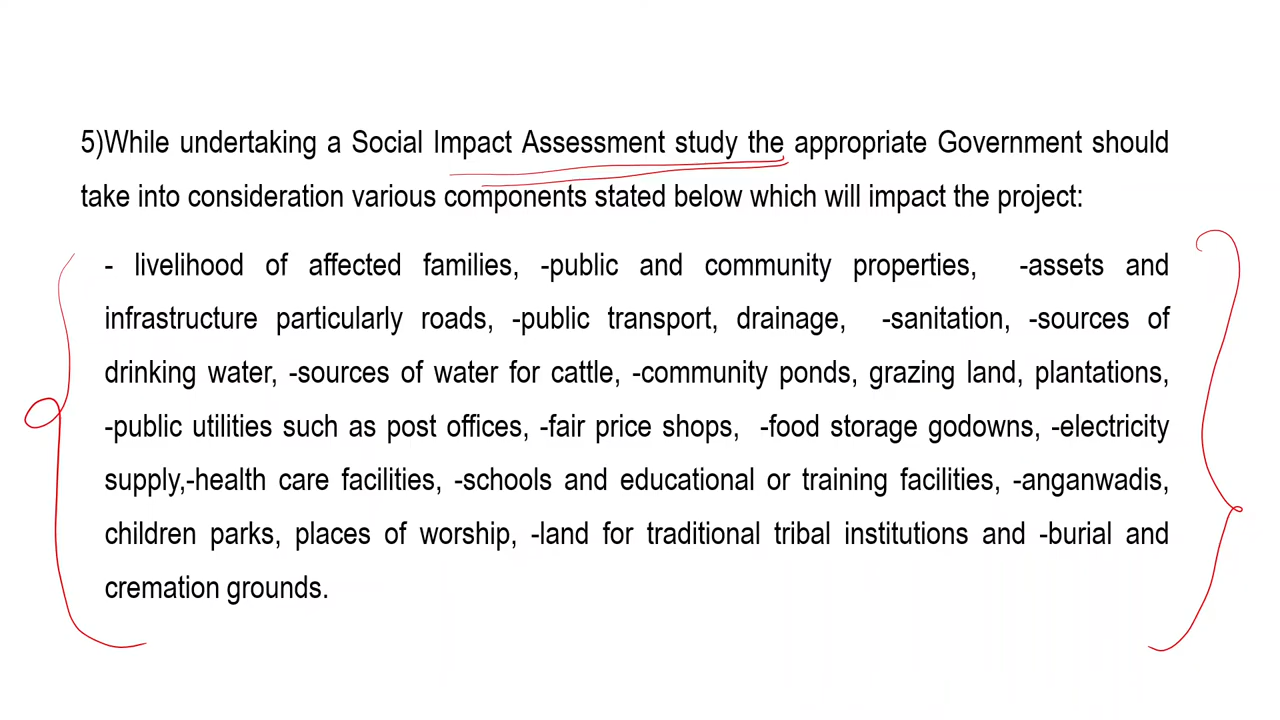 5)While undertaking a Social Impact Assessment study the appropriate Government should
take into consideration various components stated below which will impact the project:
- livelihood of affected families, -public and community properties, -assets and
infrastructure particularly roads, -public transport, drainage, -sanitation, -sources of
drinking water, -sources of water for cattle, -community ponds, grazing land, plantations,
-public utilities such as post offices, -fair price shops, -food storage godowns, -electricity
supply,-health care facilities, -schools and educational or training facilities, -anganwadis,
children parks, places of worship, -land for traditional tribal institutions and -burial and
cremation grounds.